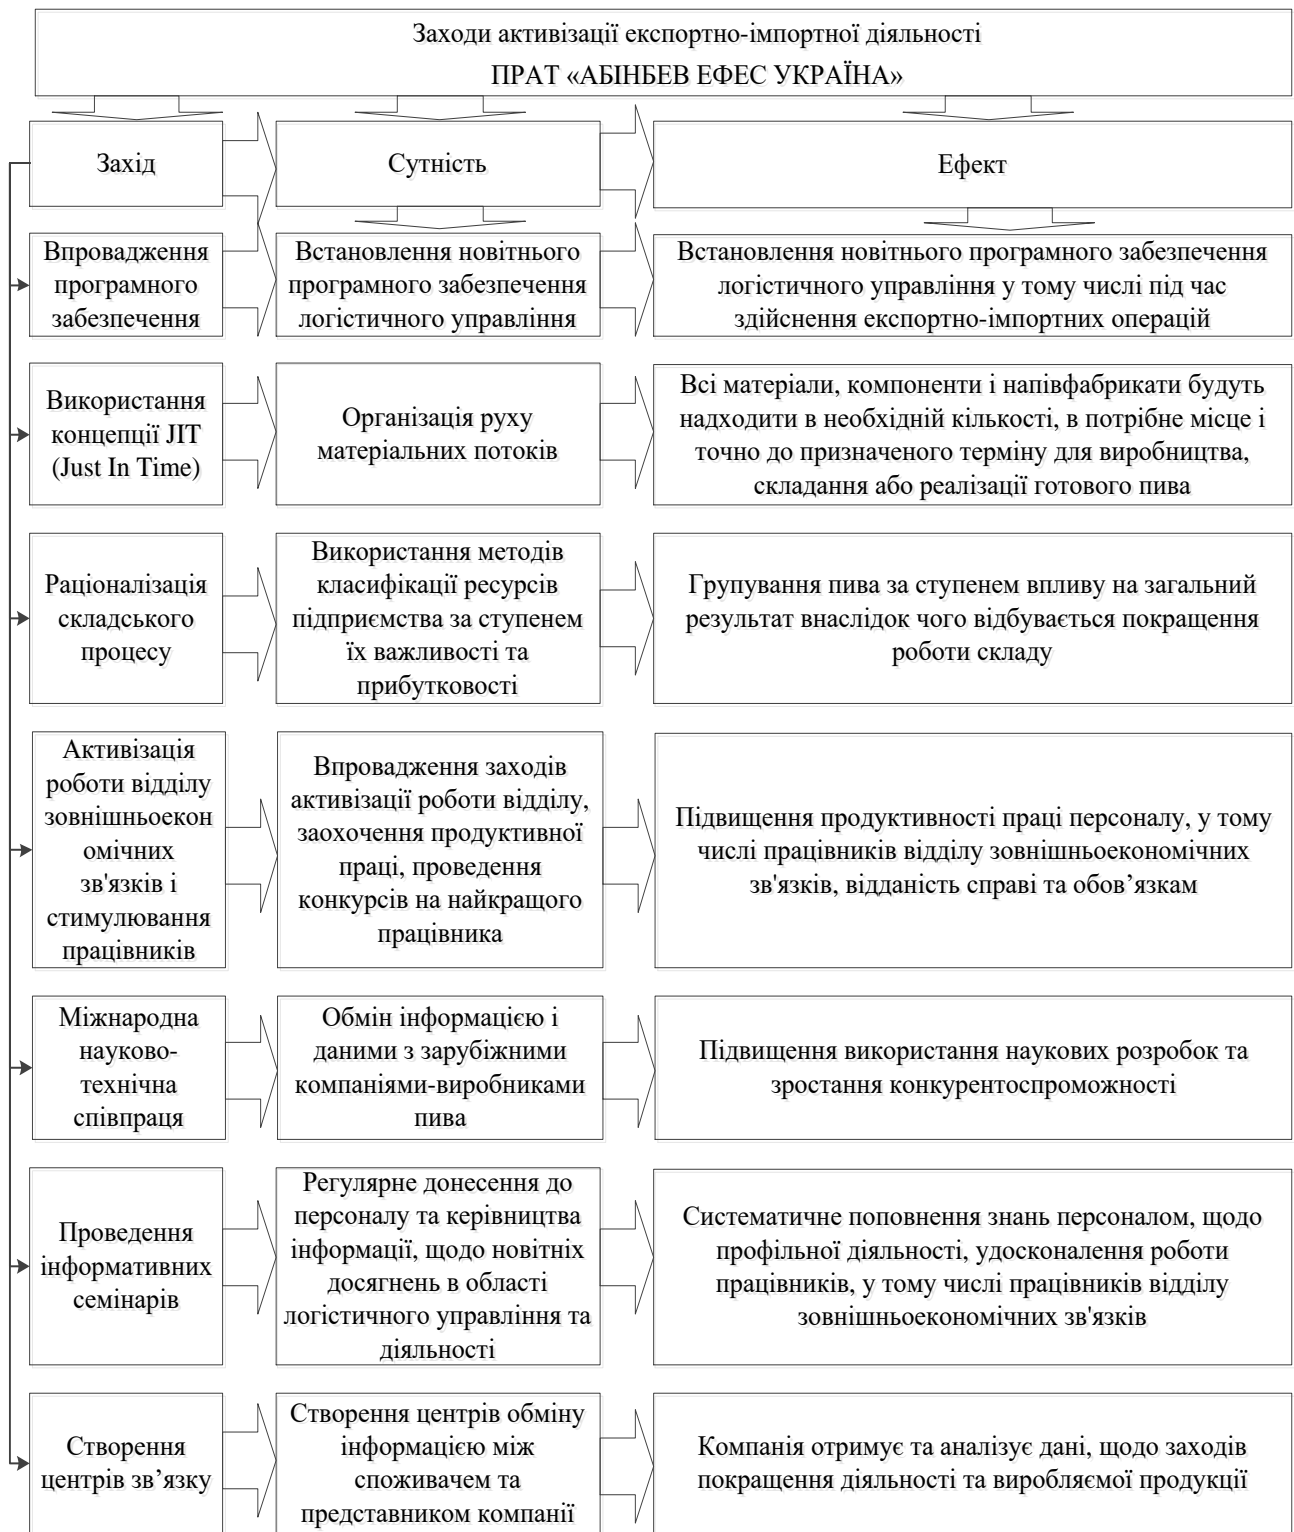 Заходи активізації експортно-імпортної діяльності
ПРАТ «АБІНБЕВ ЕФЕС УКРАЇНА»
Захід
Сутність
Ефект
Впровадження
програмного
забезпечення
Встановлення новітнього
програмного забезпечення
логістичного управління
Встановлення новітнього програмного забезпечення
логістичного управління у тому числі під час
здійснення експортно-імпортних операцій
Використання
концепції JIT
(Just In Time)
Організація руху
матеріальних потоків
Всі матеріали, компоненти і напівфабрикати будуть
надходити в необхідній кількості, в потрібне місце і
точно до призначеного терміну для виробництва,
складання або реалізації готового пива
Раціоналізація
складського
процесу
Використання методів
класифікації ресурсів
підприємства за ступенем
їх важливості та
прибутковості
Групування пива за ступенем впливу на загальний
результат внаслідок чого відбувається покращення
роботи складу
Активізація
роботи відділу
зовнішньоекон
омічних
зв'язків і
стимулювання
працівників
Впровадження заходів
активізації роботи відділу,
заохочення продуктивної
праці, проведення
конкурсів на найкращого
працівника
Підвищення продуктивності праці персоналу, у тому
числі працівників відділу зовнішньоекономічних
зв'язків, відданість справі та обов’язкам
Міжнародна
науково-
технічна
співпраця
Обмін інформацією і
даними з зарубіжними
компаніями-виробниками
пива
Підвищення використання наукових розробок та
зростання конкурентоспроможності
Проведення
інформативних
семінарів
Регулярне донесення до
персоналу та керівництва
інформації, щодо новітніх
досягнень в області
логістичного управління та
діяльності
Систематичне поповнення знань персоналом, щодо
профільної діяльності, удосконалення роботи
працівників, у тому числі працівників відділу
зовнішньоекономічних зв'язків
Створення
центрів зв’язку
Створення центрів обміну
інформацією між
споживачем та
представником компанії
Компанія отримує та аналізує дані, щодо заходів
покращення діяльності та виробляємої продукції